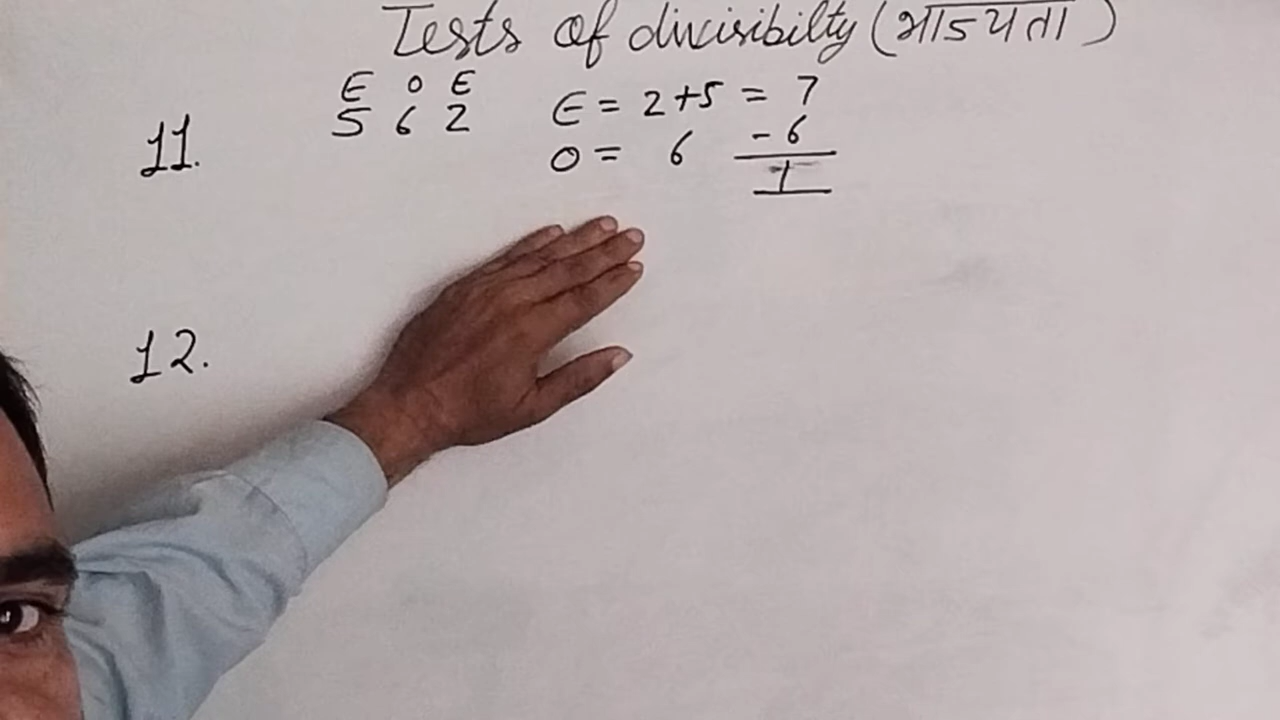 Tests of divisibilty (भाज्यता)
E O E
5 6 2 E = 2+5 = 7
11. O = 6 - 6
1
12.